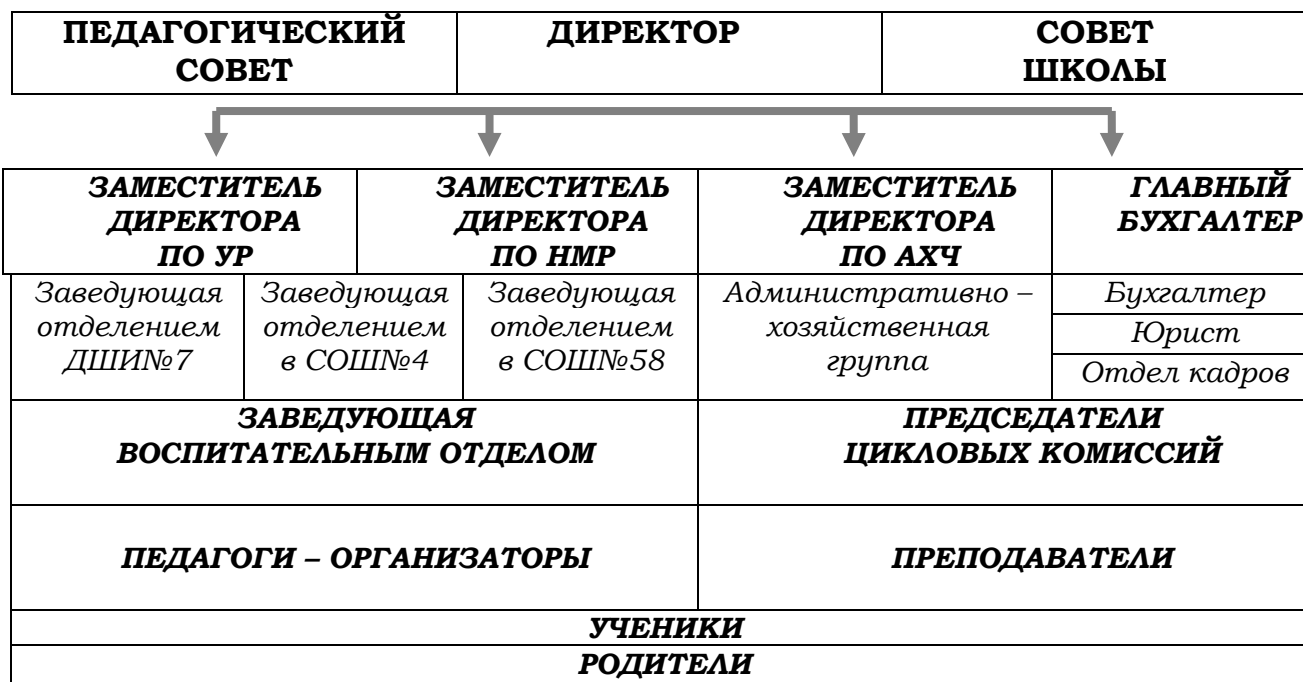 ПЕДАГОГИЧЕСКИЙ
СОВЕТ
ДИРЕКТОР
СОВЕТ
ШКОЛЫ
ЗАМЕСТИТЕЛЬ
ДИРЕКТОРА
ПО УР
ЗАМЕСТИТЕЛЬ
ДИРЕКТОРА
ПО НМР
ЗАМЕСТИТЕЛЬ
ДИРЕКТОРА
ПО АХЧ
ГЛАВНЫЙ
БУХГАЛТЕР
Заведующая
отделением
ДШИ№7
Заведующая
отделением
в СОШ№4
Заведующая
отделением
в СОШ№58
Административно –
хозяйственная
группа
Бухгалтер
Юрист
Отдел кадров
ЗАВЕДУЮЩАЯ
ВОСПИТАТЕЛЬНЫМ ОТДЕЛОМ
ПРЕДСЕДАТЕЛИ
ЦИКЛОВЫХ КОМИССИЙ
ПЕДАГОГИ – ОРГАНИЗАТОРЫ
ПРЕПОДАВАТЕЛИ
УЧЕНИКИ
РОДИТЕЛИ